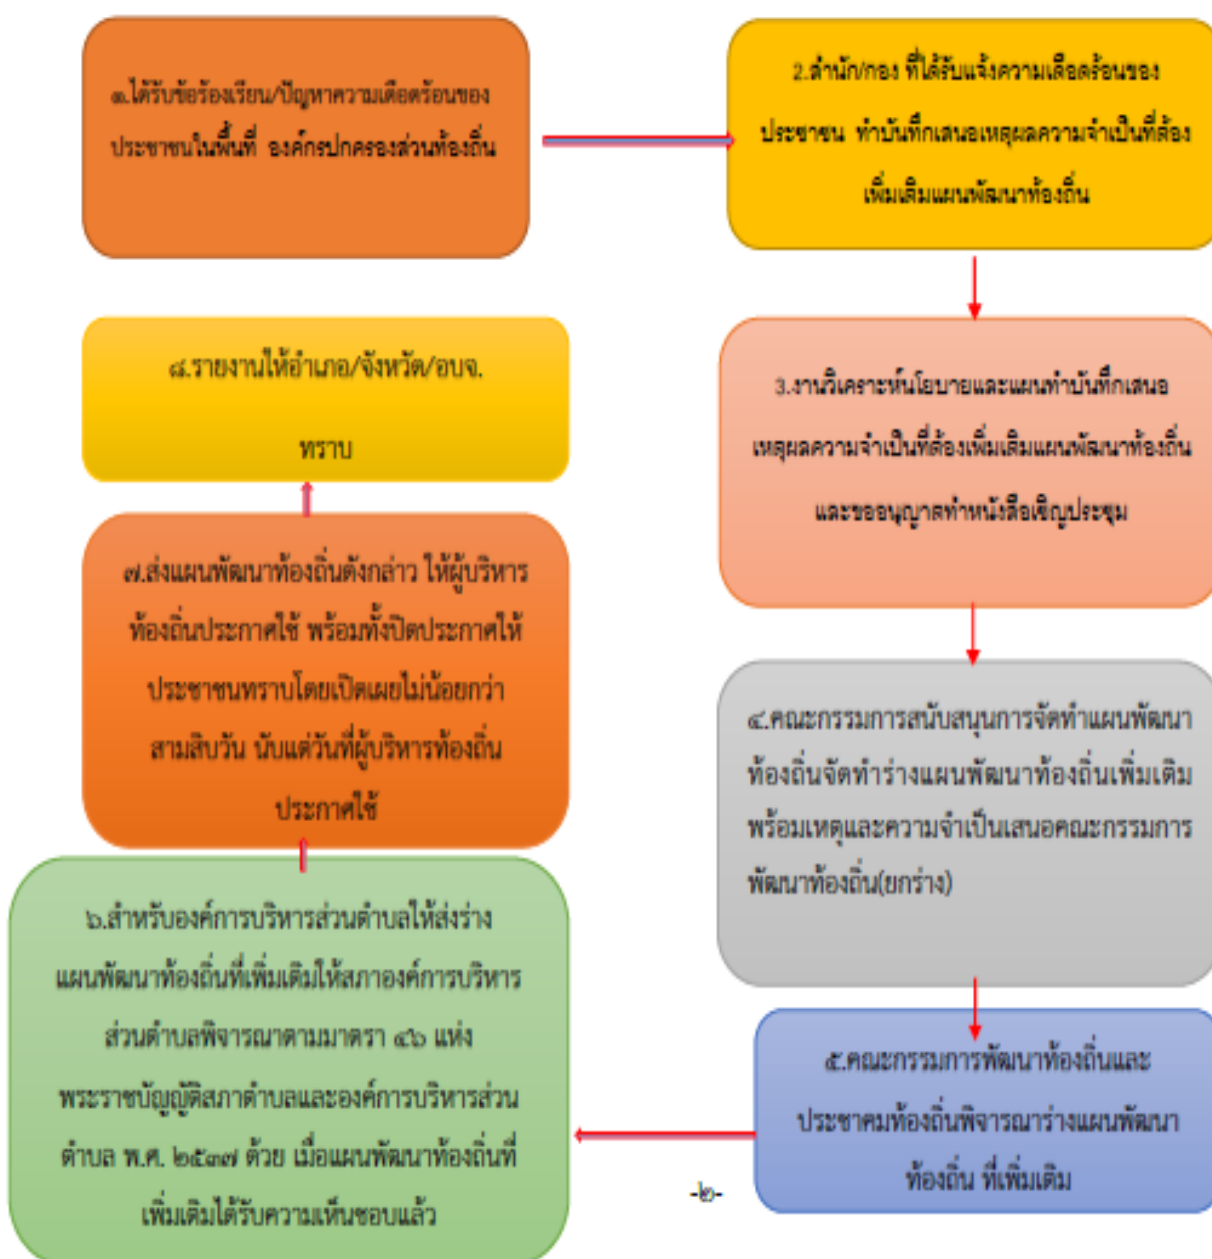 ๑.ได้รับข้อร้องเรียน/ปัญหาความเดือดร้อนของ
ประชาชนในพื้นที่ องค์กรปกครองส่วนท้องถิ่น
2.สำนัก/กอง ที่ได้รับแจ้งความเดือดร้อนของ
ประชาชน ทำบันทึกเสนอเหตุผลความจำเป็นที่ต้อง
เพิ่มเติมแผนพัฒนาท้องถิ่น
3.งานวิเคราะห์นโยบายและแผนทำบันทึกเสนอ
เหตุผลความจำเป็นที่ต้องเพิ่มเติมแผนพัฒนาท้องถิ่น
และขออนุญาตทำหนังสือเชิญประชุม
๔.คณะกรรมการสนับสนุนการจัดทำแผนพัฒนา
ท้องถิ่นจัดทำร่างแผนพัฒนาท้องถิ่นเพิ่มเติม
พร้อมเหตุและความจำเป็นเสนอคณะกรรมการ
พัฒนาท้องถิ่น(ยกร่าง)
๕.คณะกรรมการพัฒนาท้องถิ่นและ
ประชาคมท้องถิ่นพิจารณาร่างแผนพัฒนา
ท้องถิ่น ที่เพิ่มเติม
๖.สำหรับองค์การบริหารส่วนตำบลให้ส่งร่าง
แผนพัฒนาท้องถิ่นที่เพิ่มเติมให้สภาองค์การบริหาร
ส่วนตำบลพิจารณาตามมาตรา ๔๖ แห่ง
พระราชบัญญัติสภาตำบลและองค์การบริหารส่วน
ตำบล พ.ศ. ๒๕๓๗ ด้วย เมื่อแผนพัฒนาท้องถิ่นที่
เพิ่มเติมได้รับความเห็นชอบแล้ว
๗.ส่งแผนพัฒนาท้องถิ่นดังกล่าว ให้ผู้บริหาร
ท้องถิ่นประกาศใช้ พร้อมทั้งปิดประกาศให้
ประชาชนทราบโดยเปิดเผยไม่น้อยกว่า
สามสิบวัน นับแต่วันที่ผู้บริหารท้องถิ่น
ประกาศใช้
๘.รายงานให้อำเภอ/จังหวัด/อบจ.
ทราบ
-๒-